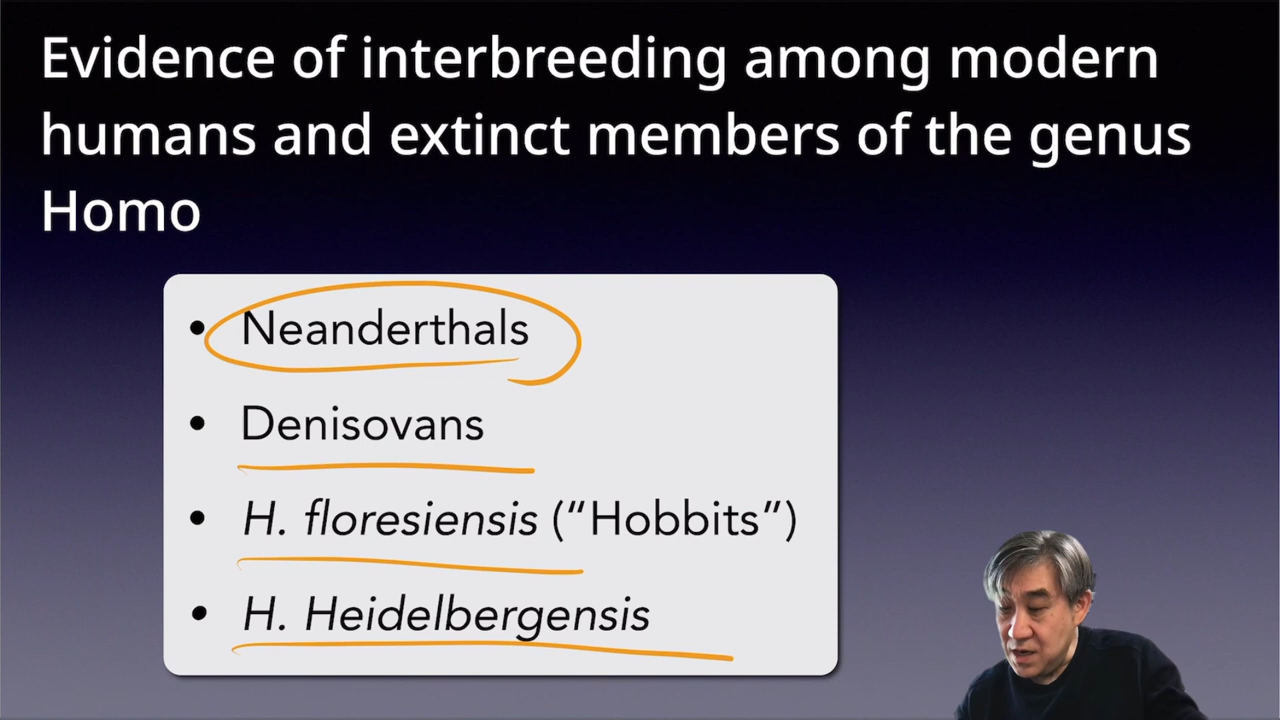 Evidence of interbreeding among modern
humans and extinct members of the genus
Homo
• Neanderthals
• Denisovans
• H. floresiensis (“Hobbits”)
• H. Heidelbergensis